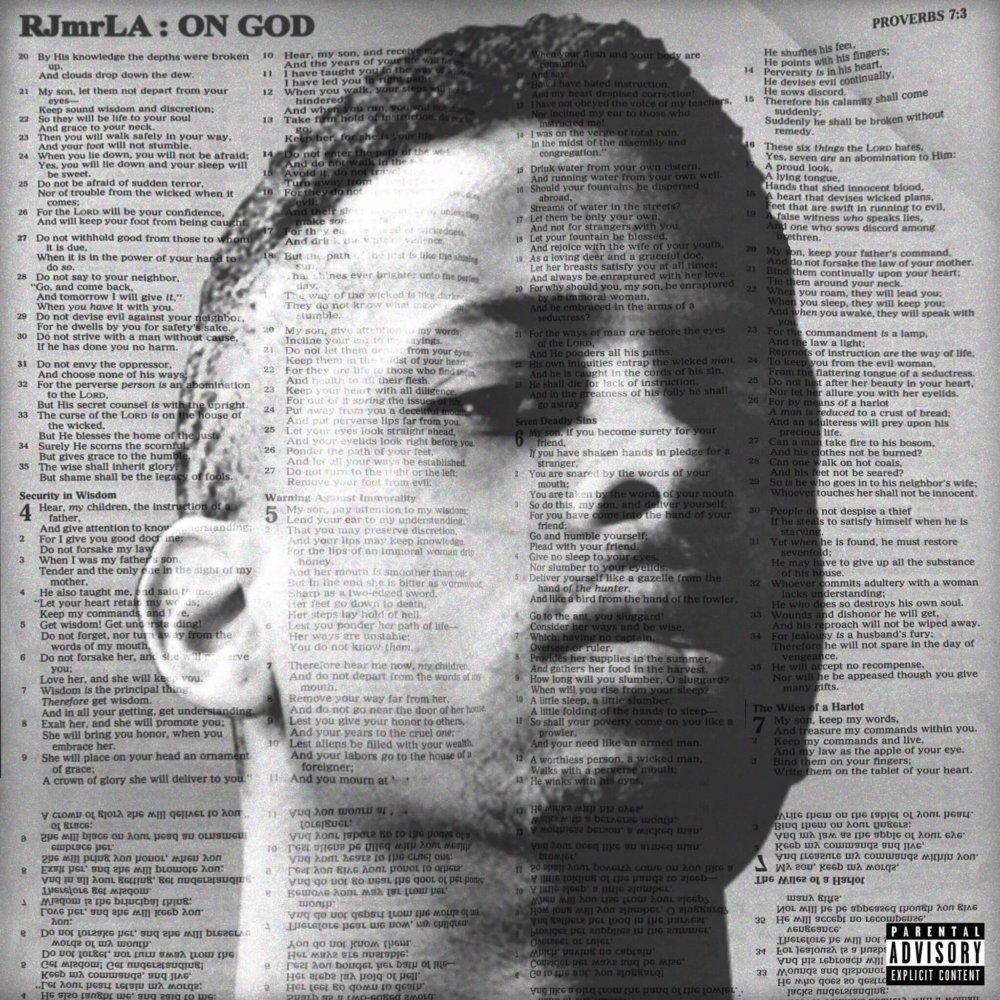 RJmrLA : ON GOD
PROVERBS 7:3
20 By His knowledge the depths were broken
up,
And clouds drop down the dew.
21 My son, let them not depart from your
eyes—
Keep sound wisdom and discretion;
22 So they will be life to your soul
And grace to your neck.
23 Then you will walk safely in your way,
And your foot will not stumble.
24 When you lie down, you will not be afraid;
Yes, you will lie down and your sleep will
be sweet.
25 Do not be afraid of sudden terror,
Nor of trouble from the wicked when it
comes;
26 For the LORD will be your confidence,
And will keep your foot from being caught.
27 Do not withhold good from those to whom
it is due,
When it is in the power of your hand to
do so.
28 Do not say to your neighbor,
"Go, and come back,
And tomorrow I will give it,"
When you have it with you.
29 Do not devise evil against your neighbor,
For he dwells by you for safety's sake.
30 Do not strive with a man without cause,
If he has done you no harm.
31 Do not envy the oppressor,
And choose none of his ways;
32 For the perverse person is an abomination
to the LORD,
But His secret counsel is with the upright.
33 The curse of the LORD is on the house of
the wicked,
But He blesses the home of the just.
34 Surely He scorns the scornful,
But gives grace to the humble.
35 The wise shall inherit glory,
But shame shall be the legacy of fools.
Security in Wisdom
4 Hear, my children, the instruction of a
father,
And give attention to know understanding;
2 For I give you good doctrine:
Do not forsake my law.
3 When I was my father's son,
Tender and the only one in the sight of my
mother,
4 He also taught me, and said to me:
"Let your heart retain my words;
Keep my commands, and live.
5 Get wisdom! Get understanding!
Do not forget, nor turn away from the
words of my mouth.
6 Do not forsake her, and she will preserve
you;
Love her, and she will keep you.
7 Wisdom is the principal thing;
Therefore get wisdom.
And in all your getting, get understanding.
8 Exalt her, and she will promote you;
She will bring you honor, when you
embrace her.
9 She will place on your head an ornament
of grace;
A crown of glory she will deliver to you."
10 Hear, my son, and receive my
And the years of your life will be
11 I have taught you in the way of
I have led you in right paths.
12 When you walk, your steps
hindered,
And when you run, you will
13 Take firm hold of instruction, do
go;
Keep her, for she is your life.
14 Do not enter the path of the
And do not walk in the
Avoid it, do not
Turn away from
16 For they do not
evil;
And their
make
17 For they eat bread of wickedness,
And drink the wine of violence.
18 But the path of the just is like the shining
sun,
That shines ever brighter unto the perfect
day.
The way of the wicked is like darkness;
They do not know what makes
stumble.
20 My son, give attention to my words;
Incline your ear to my sayings.
21 Do not let them depart from your eyes;
Keep them in the midst of your heart;
22 For they are life to those who find them,
And health to all their flesh.
23 Keep your heart with all diligence,
For out of it spring the issues of life.
24 Put away from you a deceitful mouth,
And put perverse lips far from you.
25 Let your eyes look straight ahead,
And your eyelids look right before you.
26 Ponder the path of your feet,
And let all your ways be established.
27 Do not turn to the right or the left;
Remove your foot from evil.
Warning Against Immorality
5 My son, pay attention to my wisdom;
Lend your ear to my understanding,
2 That you may preserve discretion,
And your lips may keep knowledge.
3 For the lips of an immoral woman drip
honey,
And her mouth is smoother than oil;
4 But in the end she is bitter as wormwood,
Sharp as a two-edged sword.
5 Her feet go down to death,
Her steps lay hold of hell.
6 Lest you ponder her path of life—
Her ways are unstable;
You do not know them.
7 Therefore hear me now, my children,
And do not depart from the words of my
mouth.
8 Remove your way far from her,
And do not go near the door of her house,
9 Lest you give your honor to others,
And your years to the cruel one;
10 Lest aliens be filled with your wealth,
And your labors go to the house of a
foreigner;
11 And you mourn at
When your flesh and your body are
consumed,
And say:
"How I have hated instruction,
And my heart despised correction!
13 I have not obeyed the voice of my teachers,
Nor inclined my ear to those who
instructed me!
14 I was on the verge of total ruin,
In the midst of the assembly and
congregation."
15 Drink water from your own cistern,
And running water from your own well.
16 Should your fountains be dispersed
abroad,
Streams of water in the streets?
17 Let them be only your own,
And not for strangers with you.
18 Let your fountain be blessed,
And rejoice with the wife of your youth.
19 As a loving deer and a graceful doe,
Let her breasts satisfy you at all times;
And always be enraptured with her love.
20 For why should you, my son, be enraptured
by an immoral woman,
And be embraced in the arms of a
seductress?
21 For the ways of man are before the eyes
of the LORD,
And He ponders all his paths.
22 His own iniquities entrap the wicked man,
And he is caught in the cords of his sin.
23 He shall die for lack of instruction,
And in the greatness of his folly he shall
go astray.
6 My son, if you become surety for your
friend,
If you have shaken hands in pledge for a
stranger,
2 You are snared by the words of your
mouth;
You are taken by the words of your mouth.
3 So do this, my son, and deliver yourself;
For you have come into the hand of your
friend:
Go and humble yourself;
Plead with your friend.
4 Give no sleep to your eyes,
Nor slumber to your eyelids.
5 Deliver yourself like a gazelle from the
hand of the hunter,
And like a bird from the hand of the fowler.
6 Go to the ant, you sluggard!
Consider her ways and be wise,
7 Which, having no captain,
Overseer or ruler,
8 Provides her supplies in the summer,
And gathers her food in the harvest.
9 How long will you slumber, O sluggard?
When will you rise from your sleep?
10 A little sleep, a little slumber,
A little folding of the hands to sleep—
11 So shall your poverty come on you like a
prowler,
And your need like an armed man.
12 A worthless person, a wicked man,
Walks with a perverse mouth;
13 He winks with his eyes,
He shuffles his feet,
He points with his fingers;
14 Perversity is in his heart,
He devises evil continually,
He sows discord.
15 Therefore his calamity shall come
suddenly;
Suddenly he shall be broken without
remedy.
16 These six things the LORD hates,
Yes, seven are an abomination to Him:
17 A proud look,
A lying tongue,
Hands that shed innocent blood,
18 A heart that devises wicked plans,
Feet that are swift in running to evil,
19 A false witness who speaks lies,
And one who sows discord among
brethren.
20 My son, keep your father's command,
And do not forsake the law of your mother.
21 Bind them continually upon your heart;
Tie them around your neck.
22 When you roam, they will lead you;
When you sleep, they will keep you;
And when you awake, they will speak with
you.
23 For the commandment is a lamp,
And the law a light;
Reproofs of instruction are the way of life,
24 To keep you from the evil woman,
From the flattering tongue of a seductress.
25 Do not lust after her beauty in your heart,
Nor let her allure you with her eyelids.
26 For by means of a harlot
A man is reduced to a crust of bread;
And an adulteress will prey upon his
precious life.
27 Can a man take fire to his bosom,
And his clothes not be burned?
28 Can one walk on hot coals,
And his feet not be seared?
29 So is he who goes in to his neighbor's wife;
Whoever touches her shall not be innocent.
30 People do not despise a thief
If he steals to satisfy himself when he is
starving.
31 Yet when he is found, he must restore
sevenfold;
He may have to give up all the substance
of his house.
32 Whoever commits adultery with a woman
lacks understanding;
He who does so destroys his own soul.
33 Wounds and dishonor he will get,
And his reproach will not be wiped away.
34 For jealousy is a husband's fury;
Therefore he will not spare in the day of
vengeance.
35 He will accept no recompense,
Nor will he be appeased though you give
many gifts.
The Wiles of a Harlot
7 My son, keep my words,
And treasure my commands within you.
2 Keep my commands and live,
And my law as the apple of your eye.
3 Bind them on your fingers;
Write them on the tablet of your heart.
PARENTAL
ADVISORY
EXPLICIT CONTENT